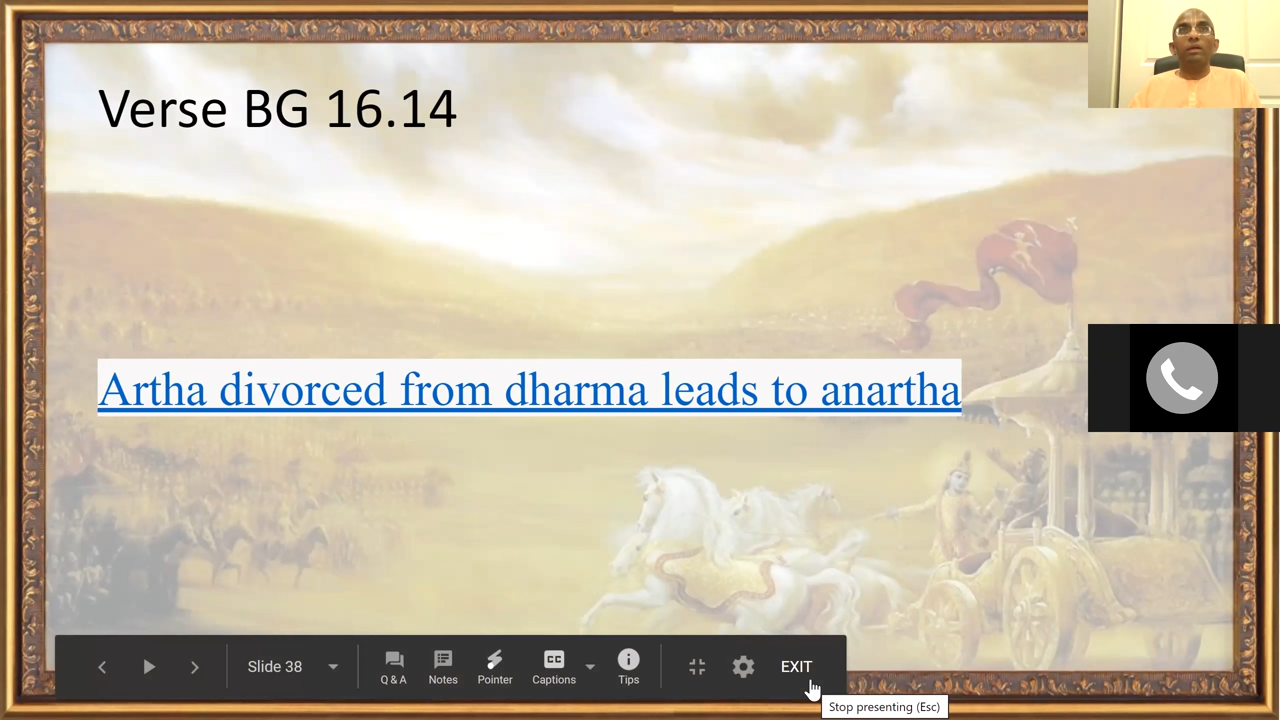 Verse BG 16.14
Artha divorced from dharma leads to anartha
Slide 38
Q & A
Notes
Pointer
CC
Captions
Tips
EXIT
Stop presenting (Esc)